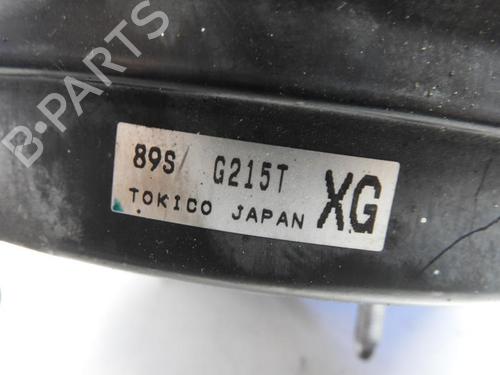 B-PARTS
89S/ G215T
TOKICO JAPAN
XG